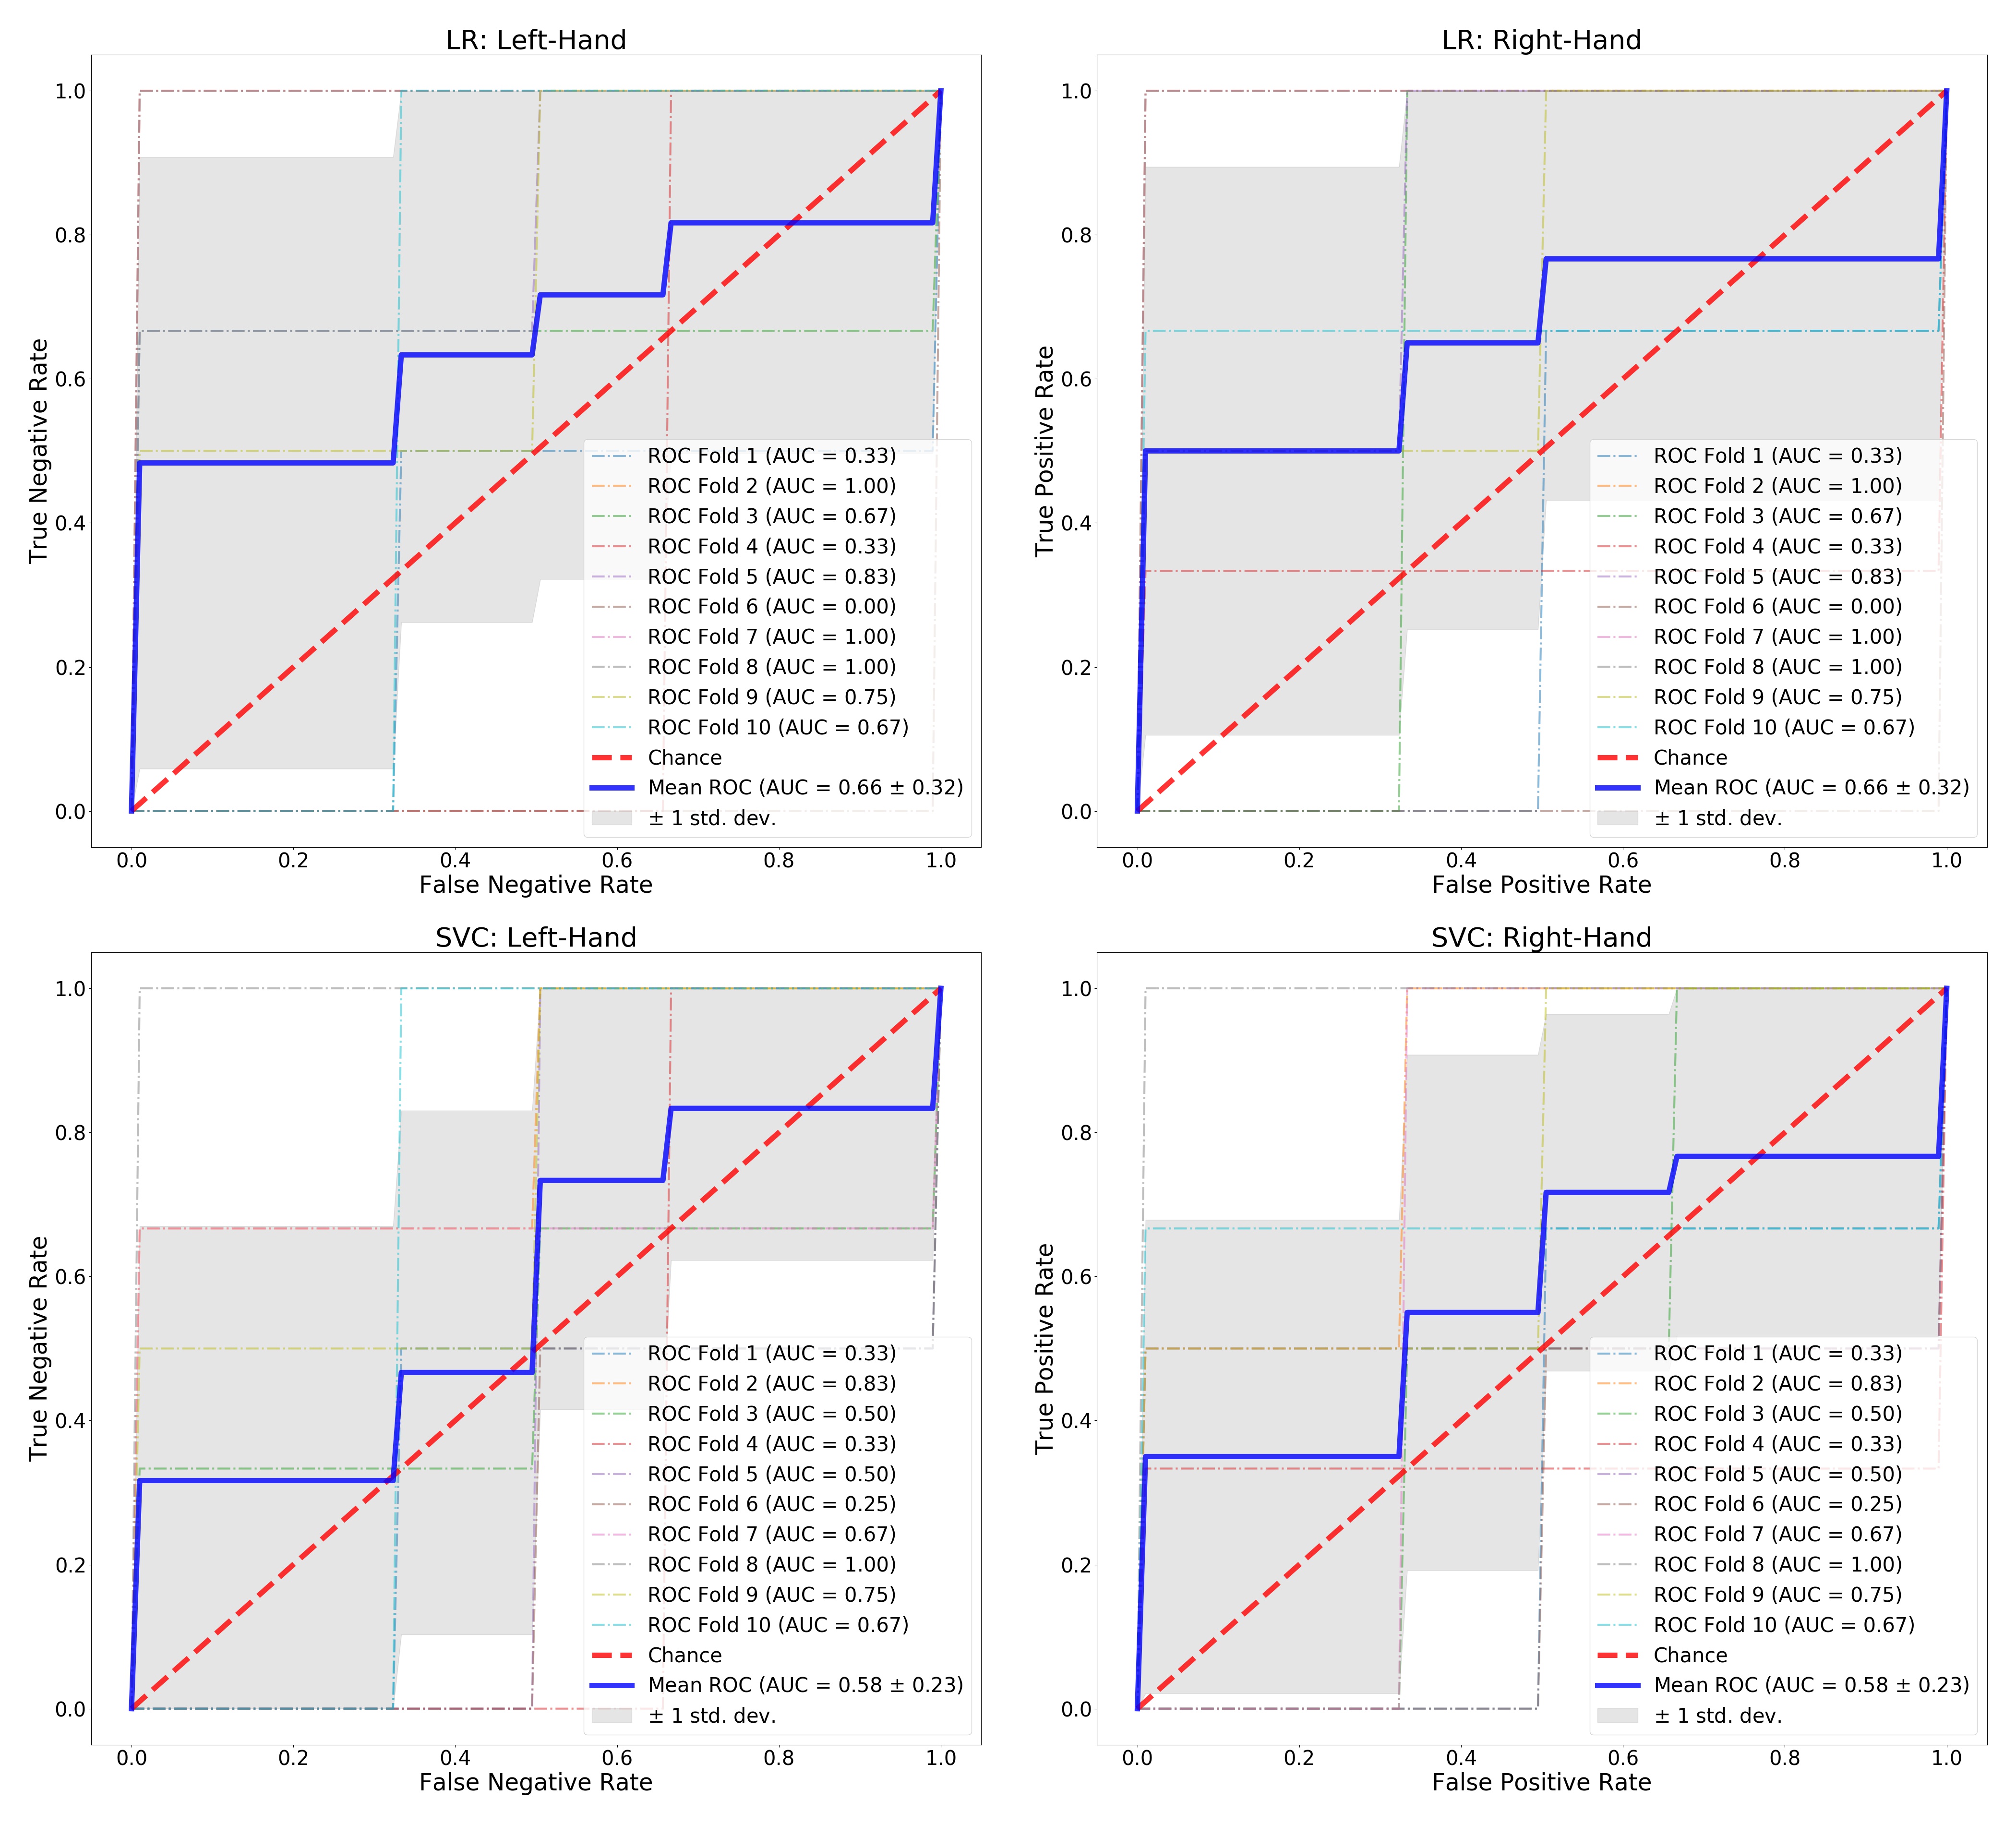 LR: Left-Hand
True Negative Rate
1.0
0.8
0.6
0.4
0.2
0.0
ROC Fold 1 (AUC = 0.33)
ROC Fold 2 (AUC = 1.00)
ROC Fold 3 (AUC = 0.67)
ROC Fold 4 (AUC = 0.33)
ROC Fold 5 (AUC = 0.83)
ROC Fold 6 (AUC = 0.00)
ROC Fold 7 (AUC = 1.00)
ROC Fold 8 (AUC = 1.00)
ROC Fold 9 (AUC = 0.75)
ROC Fold 10 (AUC = 0.67)
Chance
Mean ROC (AUC = 0.66 ± 0.32)
± 1 std. dev.
0.0 0.2 0.4 0.6 0.8 1.0
False Negative Rate
LR: Right-Hand
True Positive Rate
1.0
0.8
0.6
0.4
0.2
0.0
ROC Fold 1 (AUC = 0.33)
ROC Fold 2 (AUC = 1.00)
ROC Fold 3 (AUC = 0.67)
ROC Fold 4 (AUC = 0.33)
ROC Fold 5 (AUC = 0.83)
ROC Fold 6 (AUC = 0.00)
ROC Fold 7 (AUC = 1.00)
ROC Fold 8 (AUC = 1.00)
ROC Fold 9 (AUC = 0.75)
ROC Fold 10 (AUC = 0.67)
Chance
Mean ROC (AUC = 0.66 ± 0.32)
± 1 std. dev.
0.0 0.2 0.4 0.6 0.8 1.0
False Positive Rate
SVC: Left-Hand
True Negative Rate
1.0
0.8
0.6
0.4
0.2
0.0
ROC Fold 1 (AUC = 0.33)
ROC Fold 2 (AUC = 0.83)
ROC Fold 3 (AUC = 0.50)
ROC Fold 4 (AUC = 0.33)
ROC Fold 5 (AUC = 0.50)
ROC Fold 6 (AUC = 0.25)
ROC Fold 7 (AUC = 0.67)
ROC Fold 8 (AUC = 1.00)
ROC Fold 9 (AUC = 0.75)
ROC Fold 10 (AUC = 0.67)
Chance
Mean ROC (AUC = 0.58 ± 0.23)
± 1 std. dev.
0.0 0.2 0.4 0.6 0.8 1.0
False Negative Rate
SVC: Right-Hand
True Positive Rate
1.0
0.8
0.6
0.4
0.2
0.0
ROC Fold 1 (AUC = 0.33)
ROC Fold 2 (AUC = 0.83)
ROC Fold 3 (AUC = 0.50)
ROC Fold 4 (AUC = 0.33)
ROC Fold 5 (AUC = 0.50)
ROC Fold 6 (AUC = 0.25)
ROC Fold 7 (AUC = 0.67)
ROC Fold 8 (AUC = 1.00)
ROC Fold 9 (AUC = 0.75)
ROC Fold 10 (AUC = 0.67)
Chance
Mean ROC (AUC = 0.58 ± 0.23)
± 1 std. dev.
0.0 0.2 0.4 0.6 0.8 1.0
False Positive Rate